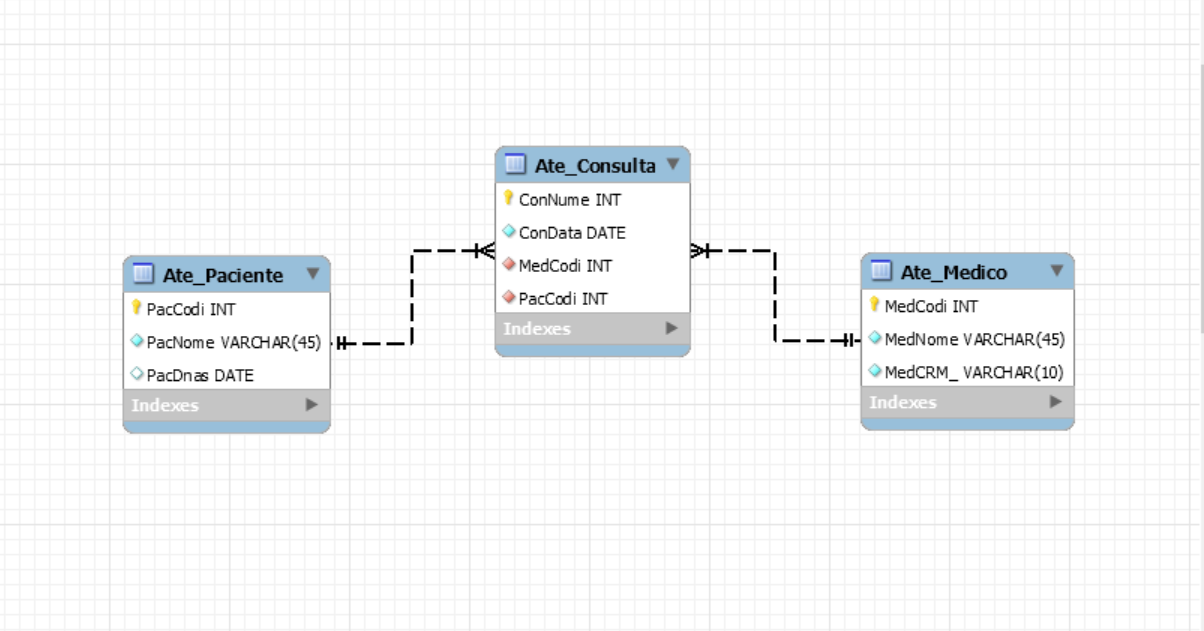 Ate_Consulta
ConNume INT
ConData DATE
MedCodi INT
PacCodi INT
Indexes
Ate_Paciente
PacCodi INT
PacNome VARCHAR(45)
PacDnas DATE
Indexes
Ate_Medico
MedCodi INT
MedNome VARCHAR(45)
MedCRM_ VARCHAR(10)
Indexes